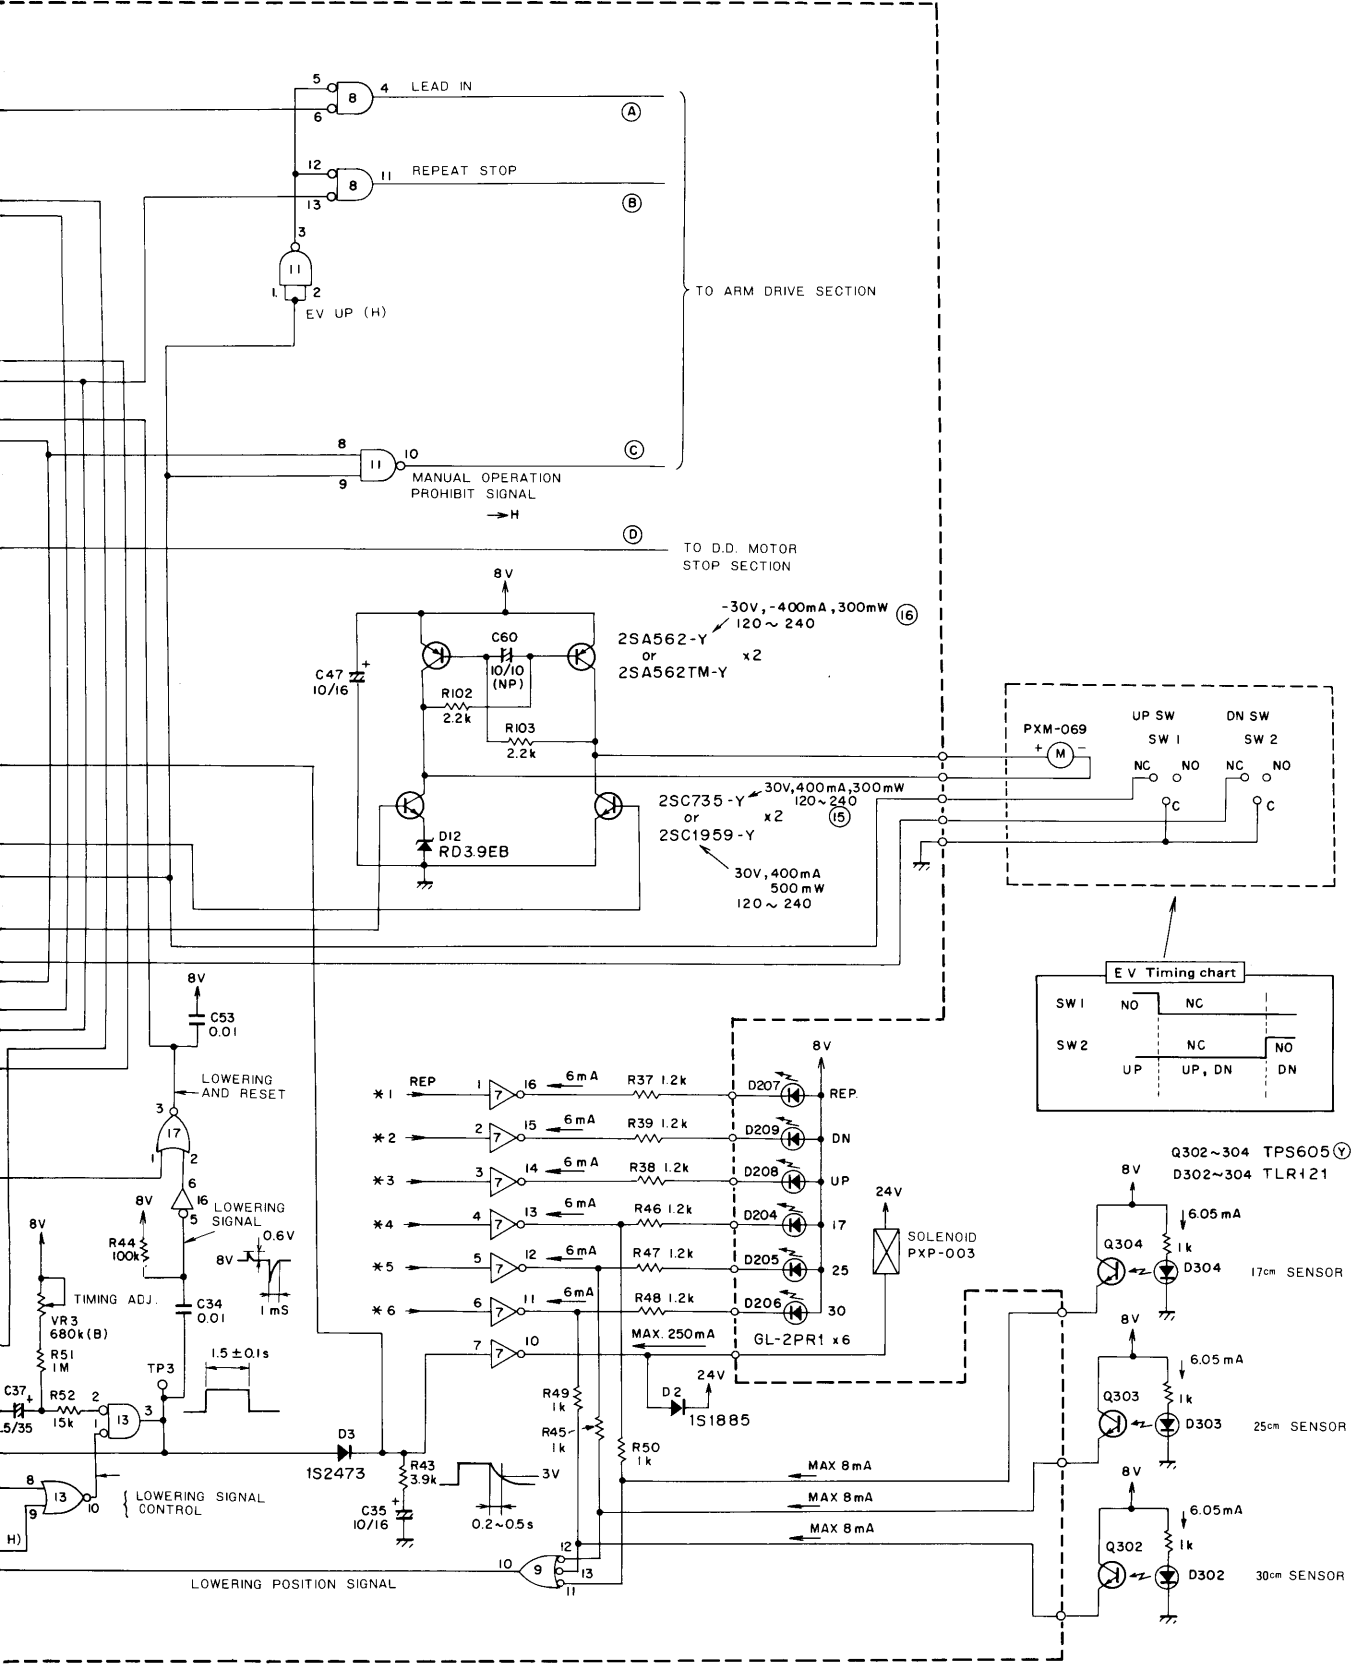 5
8
4 LEAD IN
6
Ⓐ
12
8
11 REPEAT STOP
13
Ⓑ
3
11
1. 2
EV UP (H)
TO ARM DRIVE SECTION
8
11
10
9
Ⓒ
MANUAL OPERATION
PROHIBIT SIGNAL
→H
Ⓓ
TO D.D. MOTOR
STOP SECTION
8V
-30V, -400mA, 300mW
120 ~ 240
⑯
2SA562-Y
or
2SA562TM-Y
x2
C47
10/16
+
C60
10/10
(NP)
R102
2.2k
R103
2.2k
D12
RD3.9EB
2SC735-Y
or
2SC1959-Y
x2
30V, 400mA, 300mW
120~240
⑮
30V, 400mA
500mW
120 ~ 240
PXM-069
+ M -
UP SW
SW 1
DN SW
SW 2
NC NO
NC NO
C
C
EV Timing chart
SW1 NO NC
SW2 NC NO
UP UP, DN DN
8V
C53
0.01
LOWERING
AND RESET
3
17
1 2
6
16
5
LOWERING
SIGNAL
8V
R44
100k
0.6V
8V
1mS
C34
0.01
8V
TIMING ADJ.
VR3
680k(B)
R51
1M
TP3
1.5±0.1s
C37
+
.5/35
R52
15k
2
1
13
3
8
9
13
10
LOWERING SIGNAL
CONTROL
H)
D3
1S2473
R43
3.9k
+
C35
10/16
3V
0.2~0.5s
*1 REP 1 7 16 6mA R37 1.2k D207 REP.
*2 2 7 15 6mA R39 1.2k D209 DN
*3 3 7 14 6mA R38 1.2k D208 UP
*4 4 7 13 6mA R46 1.2k D204 17
*5 5 7 12 6mA R47 1.2k D205 25
*6 6 7 11 6mA R48 1.2k D206 30
8V
7 7 10 MAX. 250mA
GL-2PR1 x6
24V
SOLENOID
PXP-003
D2
1S1885
24V
R49
1k
R45
1k
R50
1k
MAX 8mA
MAX 8mA
MAX 8mA
10 9 12
13
11
LOWERING POSITION SIGNAL
Q302~304 TPS605Ⓨ
D302~304 TLR121
8V
6.05mA
1k
Q304
D304
17cm SENSOR
8V
6.05mA
1k
Q303
D303
25cm SENSOR
8V
6.05mA
1k
Q302
D302
30cm SENSOR